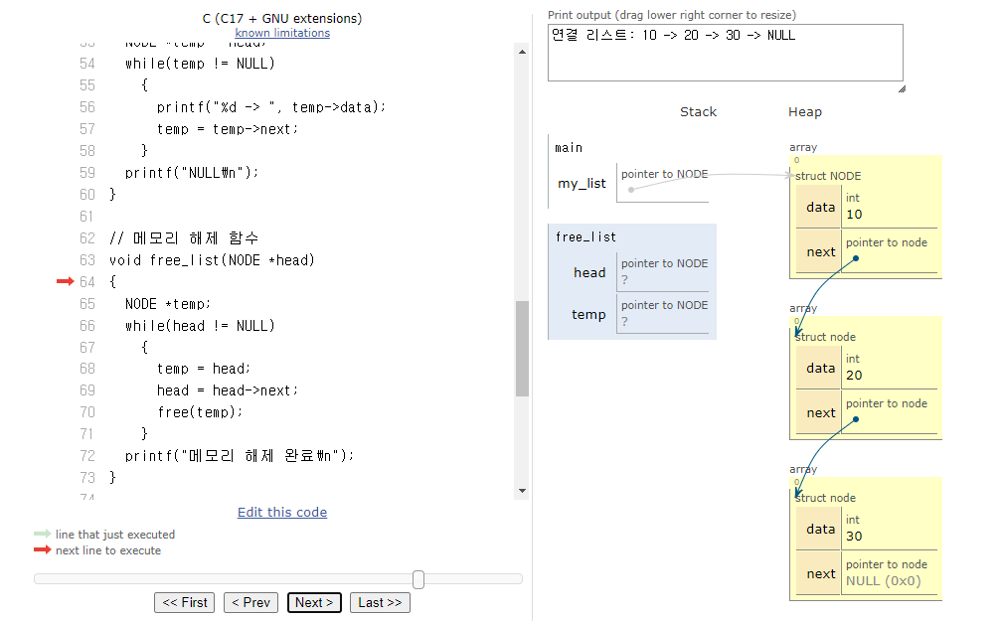 C (C17 + GNU extensions)
known limitations
53 NODE *temp = head;
54 while(temp != NULL)
55 {
56 printf("%d -> ", temp->data);
57 temp = temp->next;
58 }
59 printf("NULL₩n");
60 }
61
62 // 메모리 해제 함수
63 void free_list(NODE *head)
64 {
65 NODE *temp;
66 while(head != NULL)
67 {
68 temp = head;
69 head = head->next;
70 free(temp);
71 }
72 printf("메모리 해제 완료₩n");
73 }
74
Edit this code
line that just executed
next line to execute
<< First
< Prev
Next >
Last >>
Print output (drag lower right corner to resize)
연결 리스트: 10 -> 20 -> 30 -> NULL
Stack
Heap
main
my_list
pointer to NODE
free_list
head
pointer to NODE
?
temp
pointer to NODE
?
array
0
struct NODE
data
int
10
next
pointer to node
array
0
struct node
data
int
20
next
pointer to node
array
0
struct node
data
int
30
next
pointer to node
NULL (0x0)